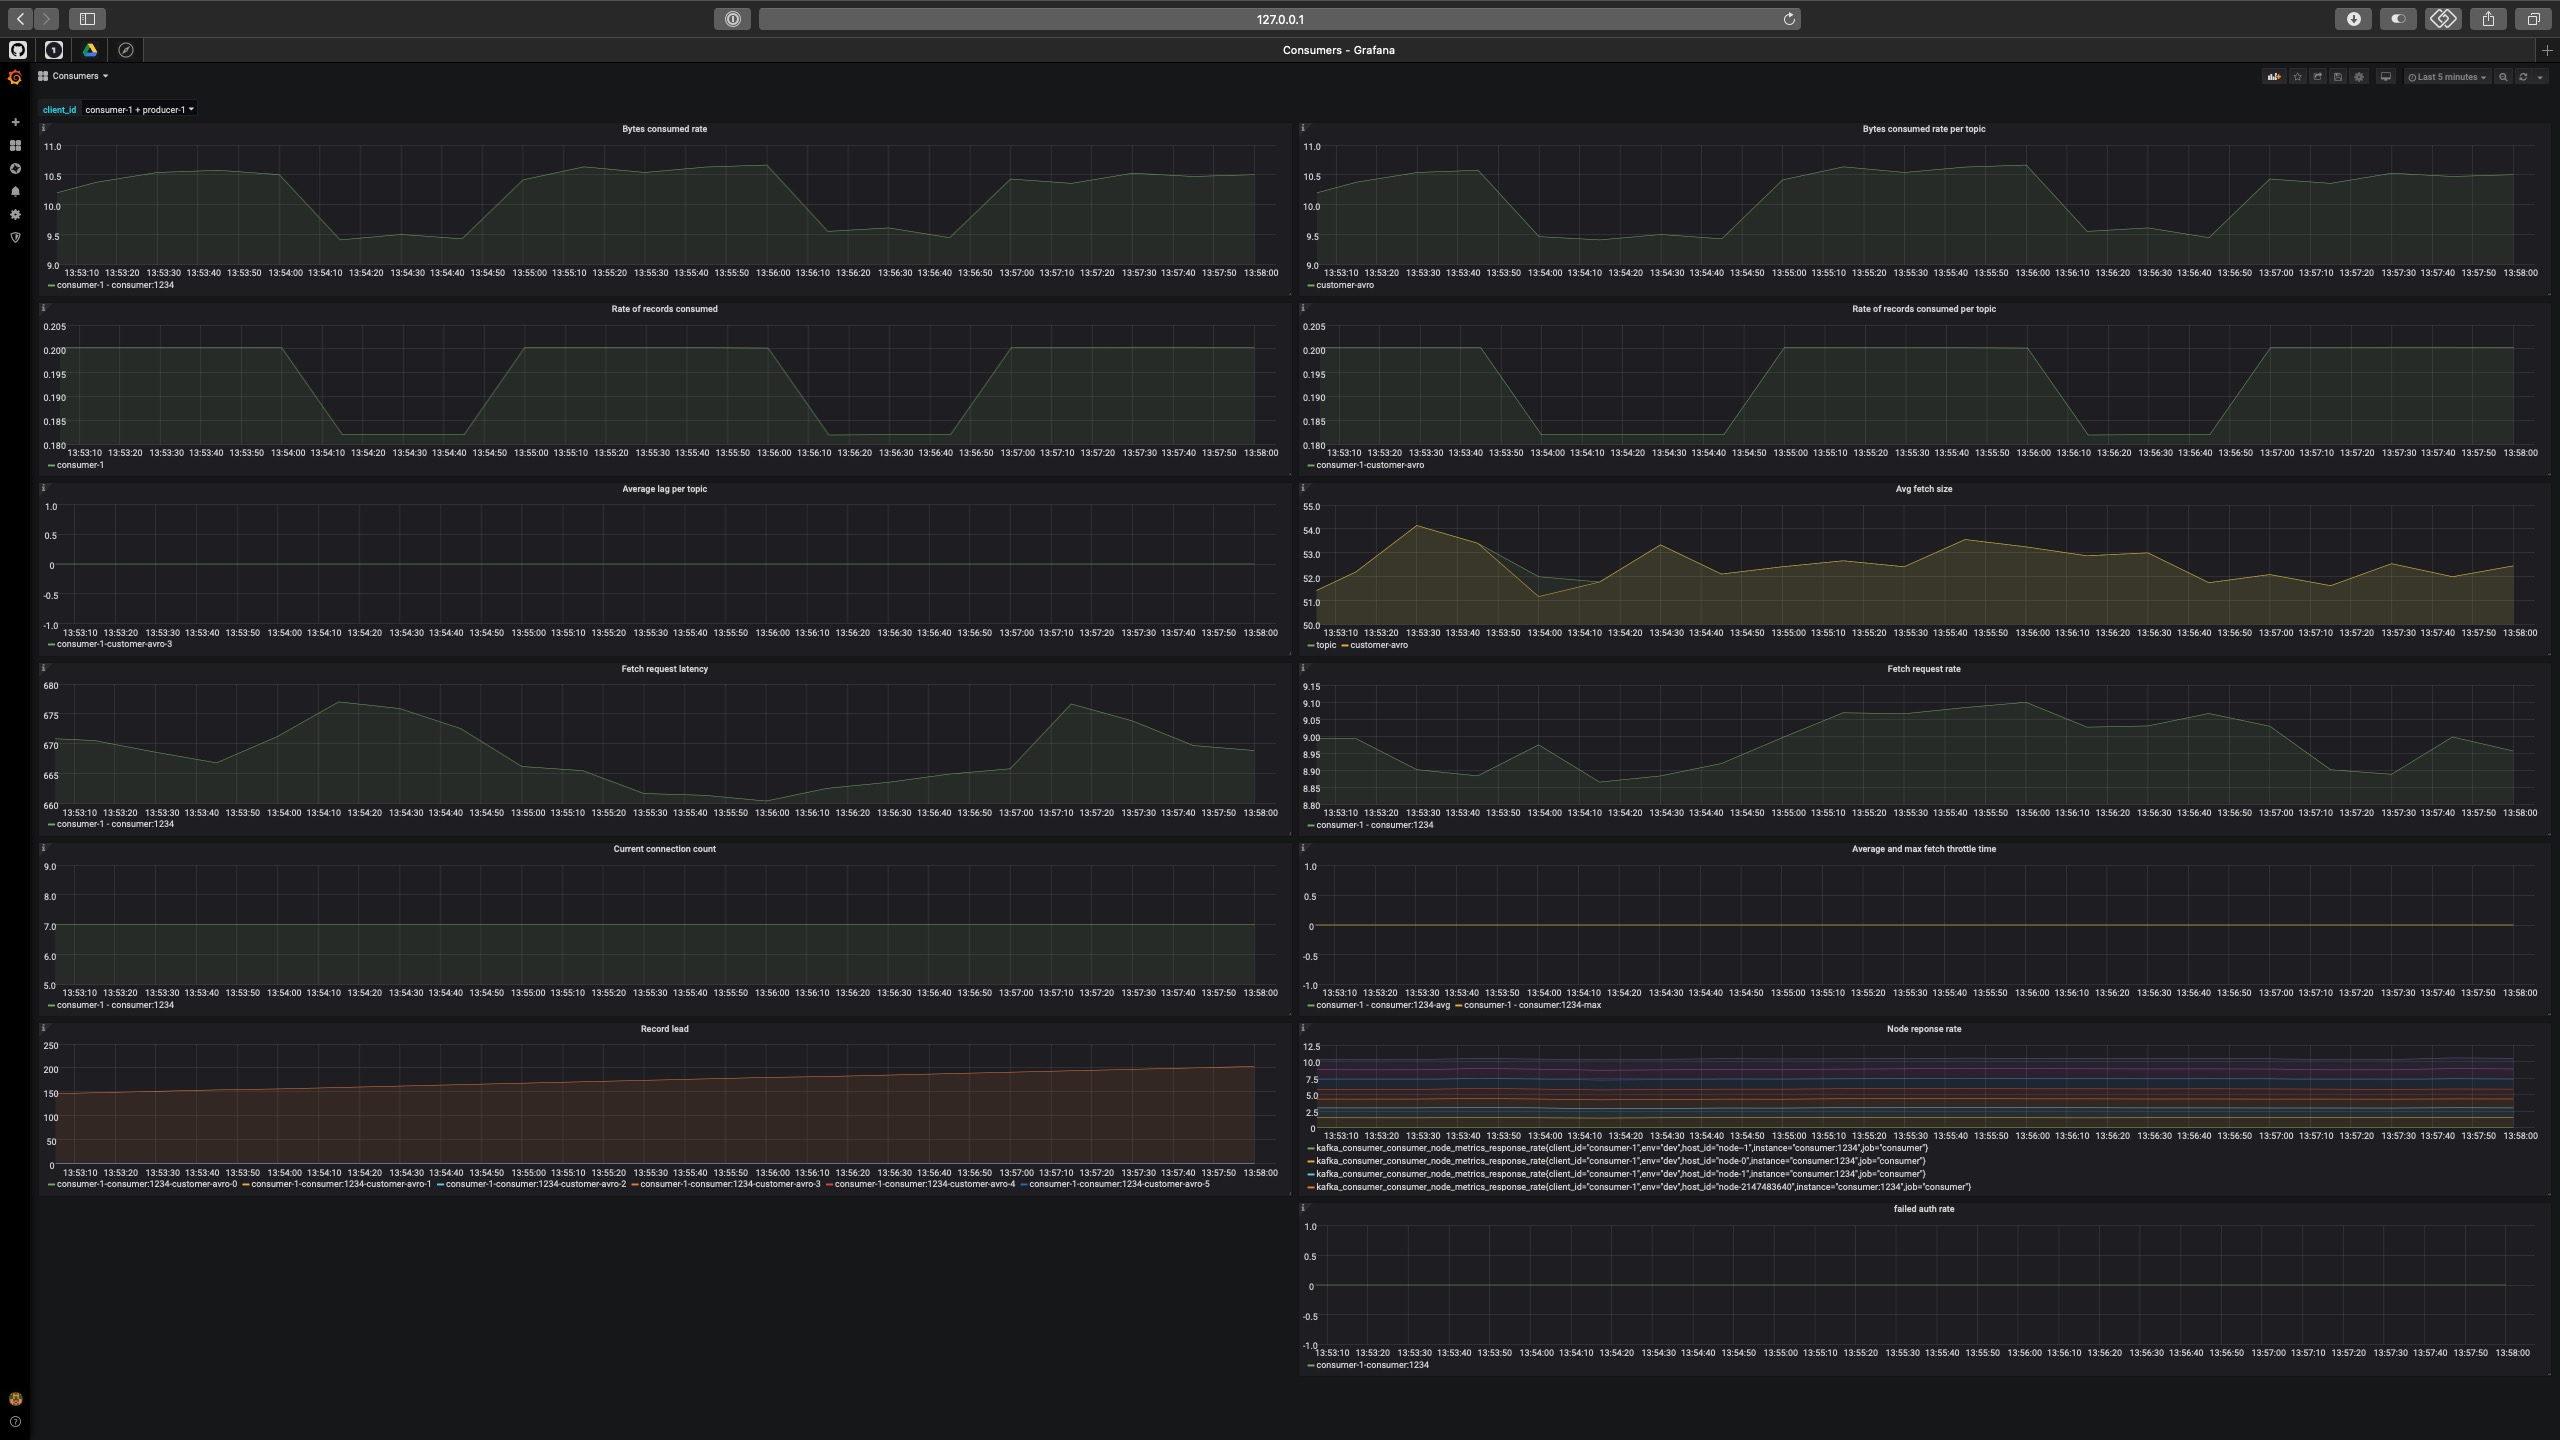 127.0.0.1
Consumers - Grafana
Consumers
Last 5 minutes
client_id consumer-1 + producer-1
Bytes consumed rate
11.0
10.5
10.0
9.5
9.0
13:53:10 13:53:20 13:53:30 13:53:40 13:53:50 13:54:00 13:54:10 13:54:20 13:54:30 13:54:40 13:54:50 13:55:00 13:55:10 13:55:20 13:55:30 13:55:40 13:55:50 13:56:00 13:56:10 13:56:20 13:56:30 13:56:40 13:56:50 13:57:00 13:57:10 13:57:20 13:57:30 13:57:40 13:57:50 13:58:00
consumer-1 - consumer:1234
Bytes consumed rate per topic
11.0
10.5
10.0
9.5
9.0
13:53:10 13:53:20 13:53:30 13:53:40 13:53:50 13:54:00 13:54:10 13:54:20 13:54:30 13:54:40 13:54:50 13:55:00 13:55:10 13:55:20 13:55:30 13:55:40 13:55:50 13:56:00 13:56:10 13:56:20 13:56:30 13:56:40 13:56:50 13:57:00 13:57:10 13:57:20 13:57:30 13:57:40 13:57:50 13:58:00
customer-avro
Rate of records consumed
0.205
0.200
0.195
0.190
0.185
0.180
13:53:10 13:53:20 13:53:30 13:53:40 13:53:50 13:54:00 13:54:10 13:54:20 13:54:30 13:54:40 13:54:50 13:55:00 13:55:10 13:55:20 13:55:30 13:55:40 13:55:50 13:56:00 13:56:10 13:56:20 13:56:30 13:56:40 13:56:50 13:57:00 13:57:10 13:57:20 13:57:30 13:57:40 13:57:50 13:58:00
consumer-1
Rate of records consumed per topic
0.205
0.200
0.195
0.190
0.185
0.180
13:53:10 13:53:20 13:53:30 13:53:40 13:53:50 13:54:00 13:54:10 13:54:20 13:54:30 13:54:40 13:54:50 13:55:00 13:55:10 13:55:20 13:55:30 13:55:40 13:55:50 13:56:00 13:56:10 13:56:20 13:56:30 13:56:40 13:56:50 13:57:00 13:57:10 13:57:20 13:57:30 13:57:40 13:57:50 13:58:00
consumer-1-customer-avro
Average lag per topic
1.0
0.5
0
-0.5
-1.0
13:53:10 13:53:20 13:53:30 13:53:40 13:53:50 13:54:00 13:54:10 13:54:20 13:54:30 13:54:40 13:54:50 13:55:00 13:55:10 13:55:20 13:55:30 13:55:40 13:55:50 13:56:00 13:56:10 13:56:20 13:56:30 13:56:40 13:56:50 13:57:00 13:57:10 13:57:20 13:57:30 13:57:40 13:57:50 13:58:00
consumer-1-customer-avro-3
Avg fetch size
55.0
54.0
53.0
52.0
51.0
50.0
13:53:10 13:53:20 13:53:30 13:53:40 13:53:50 13:54:00 13:54:10 13:54:20 13:54:30 13:54:40 13:54:50 13:55:00 13:55:10 13:55:20 13:55:30 13:55:40 13:55:50 13:56:00 13:56:10 13:56:20 13:56:30 13:56:40 13:56:50 13:57:00 13:57:10 13:57:20 13:57:30 13:57:40 13:57:50 13:58:00
topic customer-avro
Fetch request latency
680
675
670
665
660
13:53:10 13:53:20 13:53:30 13:53:40 13:53:50 13:54:00 13:54:10 13:54:20 13:54:30 13:54:40 13:54:50 13:55:00 13:55:10 13:55:20 13:55:30 13:55:40 13:55:50 13:56:00 13:56:10 13:56:20 13:56:30 13:56:40 13:56:50 13:57:00 13:57:10 13:57:20 13:57:30 13:57:40 13:57:50 13:58:00
consumer-1 - consumer:1234
Fetch request rate
9.15
9.10
9.05
9.00
8.95
8.90
8.85
8.80
13:53:10 13:53:20 13:53:30 13:53:40 13:53:50 13:54:00 13:54:10 13:54:20 13:54:30 13:54:40 13:54:50 13:55:00 13:55:10 13:55:20 13:55:30 13:55:40 13:55:50 13:56:00 13:56:10 13:56:20 13:56:30 13:56:40 13:56:50 13:57:00 13:57:10 13:57:20 13:57:30 13:57:40 13:57:50 13:58:00
consumer-1 - consumer:1234
Current connection count
9.0
8.0
7.0
6.0
5.0
13:53:10 13:53:20 13:53:30 13:53:40 13:53:50 13:54:00 13:54:10 13:54:20 13:54:30 13:54:40 13:54:50 13:55:00 13:55:10 13:55:20 13:55:30 13:55:40 13:55:50 13:56:00 13:56:10 13:56:20 13:56:30 13:56:40 13:56:50 13:57:00 13:57:10 13:57:20 13:57:30 13:57:40 13:57:50 13:58:00
consumer-1 - consumer:1234
Average and max fetch throttle time
1.0
0.5
0
-0.5
-1.0
13:53:10 13:53:20 13:53:30 13:53:40 13:53:50 13:54:00 13:54:10 13:54:20 13:54:30 13:54:40 13:54:50 13:55:00 13:55:10 13:55:20 13:55:30 13:55:40 13:55:50 13:56:00 13:56:10 13:56:20 13:56:30 13:56:40 13:56:50 13:57:00 13:57:10 13:57:20 13:57:30 13:57:40 13:57:50 13:58:00
consumer-1 - consumer:1234-avg consumer-1 - consumer:1234-max
Record lead
250
200
150
100
50
0
13:53:10 13:53:20 13:53:30 13:53:40 13:53:50 13:54:00 13:54:10 13:54:20 13:54:30 13:54:40 13:54:50 13:55:00 13:55:10 13:55:20 13:55:30 13:55:40 13:55:50 13:56:00 13:56:10 13:56:20 13:56:30 13:56:40 13:56:50 13:57:00 13:57:10 13:57:20 13:57:30 13:57:40 13:57:50 13:58:00
consumer-1-consumer:1234-customer-avro-0 consumer-1-consumer:1234-customer-avro-1 consumer-1-consumer:1234-customer-avro-2 consumer-1-consumer:1234-customer-avro-3 consumer-1-consumer:1234-customer-avro-4 consumer-1-consumer:1234-customer-avro-5
Node reponse rate
12.5
10.0
7.5
5.0
2.5
0
13:53:10 13:53:20 13:53:30 13:53:40 13:53:50 13:54:00 13:54:10 13:54:20 13:54:30 13:54:40 13:54:50 13:55:00 13:55:10 13:55:20 13:55:30 13:55:40 13:55:50 13:56:00 13:56:10 13:56:20 13:56:30 13:56:40 13:56:50 13:57:00 13:57:10 13:57:20 13:57:30 13:57:40 13:57:50 13:58:00
kafka_consumer_consumer_node_metrics_response_rate{client_id="consumer-1",env="dev",host_id="node--1",instance="consumer:1234",job="consumer"}
kafka_consumer_consumer_node_metrics_response_rate{client_id="consumer-1",env="dev",host_id="node-0",instance="consumer:1234",job="consumer"}
kafka_consumer_consumer_node_metrics_response_rate{client_id="consumer-1",env="dev",host_id="node-1",instance="consumer:1234",job="consumer"}
kafka_consumer_consumer_node_metrics_response_rate{client_id="consumer-1",env="dev",host_id="node-2147483640",instance="consumer:1234",job="consumer"}
failed auth rate
1.0
0.5
0
-0.5
-1.0
13:53:10 13:53:20 13:53:30 13:53:40 13:53:50 13:54:00 13:54:10 13:54:20 13:54:30 13:54:40 13:54:50 13:55:00 13:55:10 13:55:20 13:55:30 13:55:40 13:55:50 13:56:00 13:56:10 13:56:20 13:56:30 13:56:40 13:56:50 13:57:00 13:57:10 13:57:20 13:57:30 13:57:40 13:57:50 13:58:00
consumer-1-consumer:1234